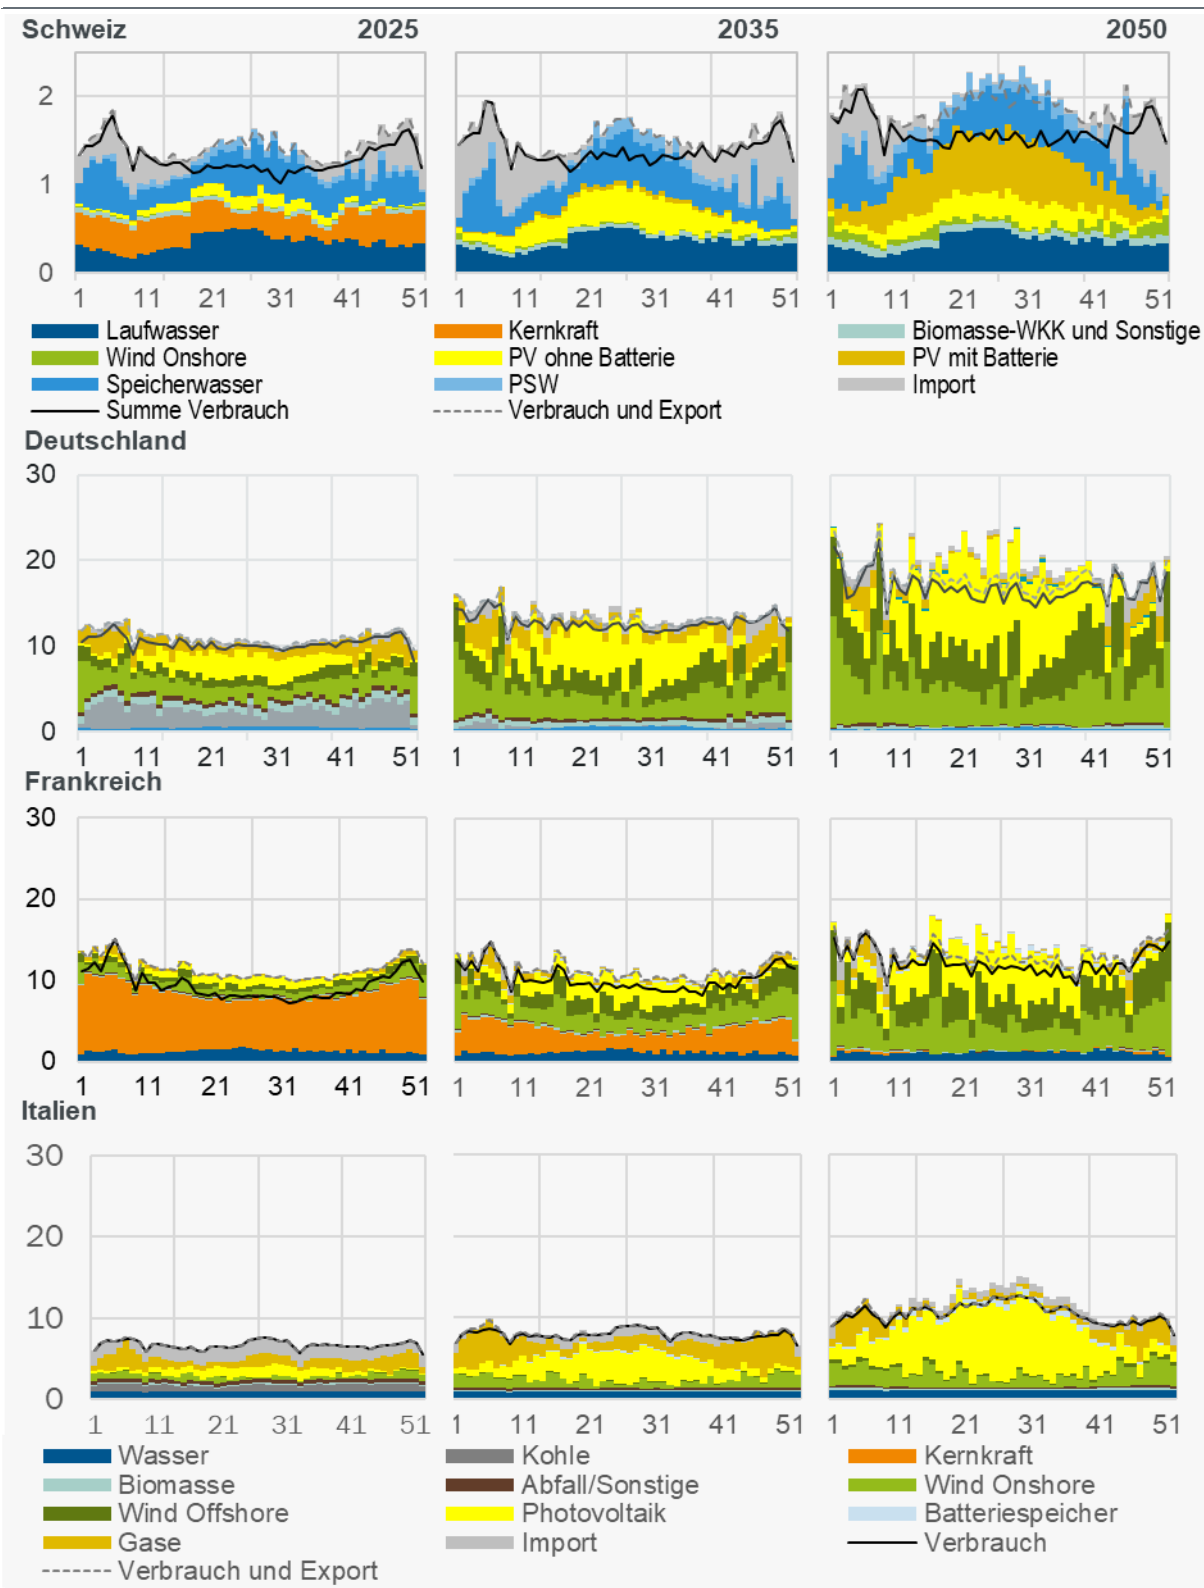 Schweiz 2025 2035 2050
2
1
0
1 11 21 31 41 51 1 11 21 31 41 51 1 11 21 31 41 51
Laufwasser Kernkraft Biomasse-WKK und Sonstige
Wind Onshore PV ohne Batterie PV mit Batterie
Speicherwasser PSW Import
Summe Verbrauch Verbrauch und Export
Deutschland
30
20
10
0
1 11 21 31 41 51 1 11 21 31 41 51 1 11 21 31 41 51
Frankreich
30
20
10
0
1 11 21 31 41 51 1 11 21 31 41 51 1 11 21 31 41 51
Italien
30
20
10
0
1 11 21 31 41 51 1 11 21 31 41 51 1 11 21 31 41 51
Wasser Kohle Kernkraft
Biomasse Abfall/Sonstige Wind Onshore
Wind Offshore Photovoltaik Batteriespeicher
Gase Import Verbrauch
Verbrauch und Export